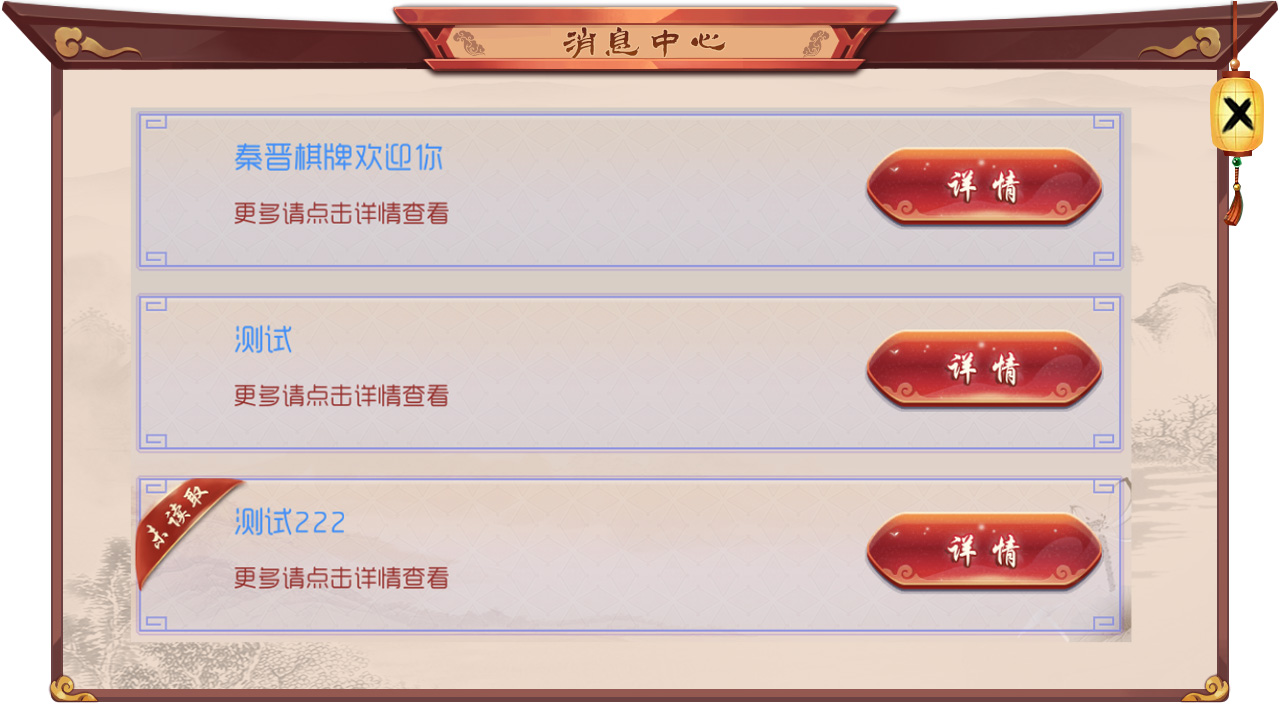 消息中心
秦晋棋牌欢迎你
更多请点击详情查看
详情
测试
更多请点击详情查看
详情
未读取
测试222
更多请点击详情查看
详情